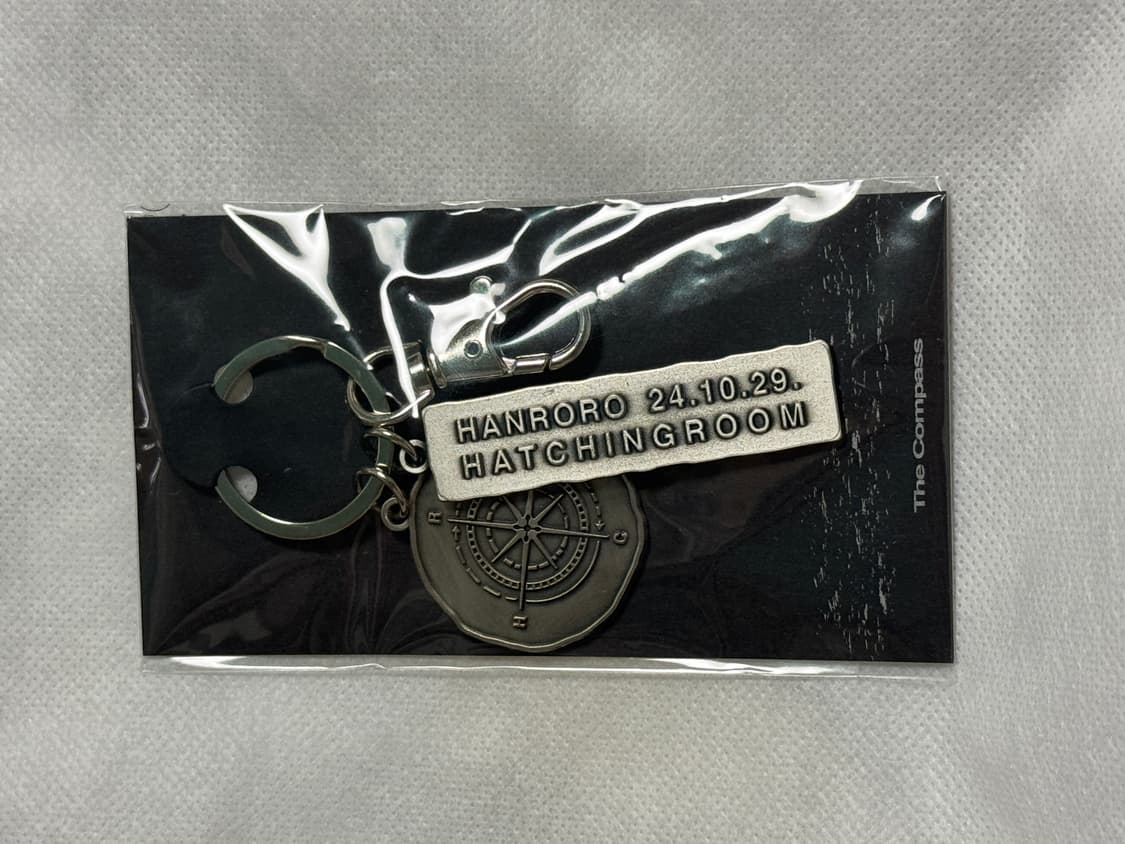 HANRORO 24.10.29.
HATCHINGROOM
R
G
H
The Compass